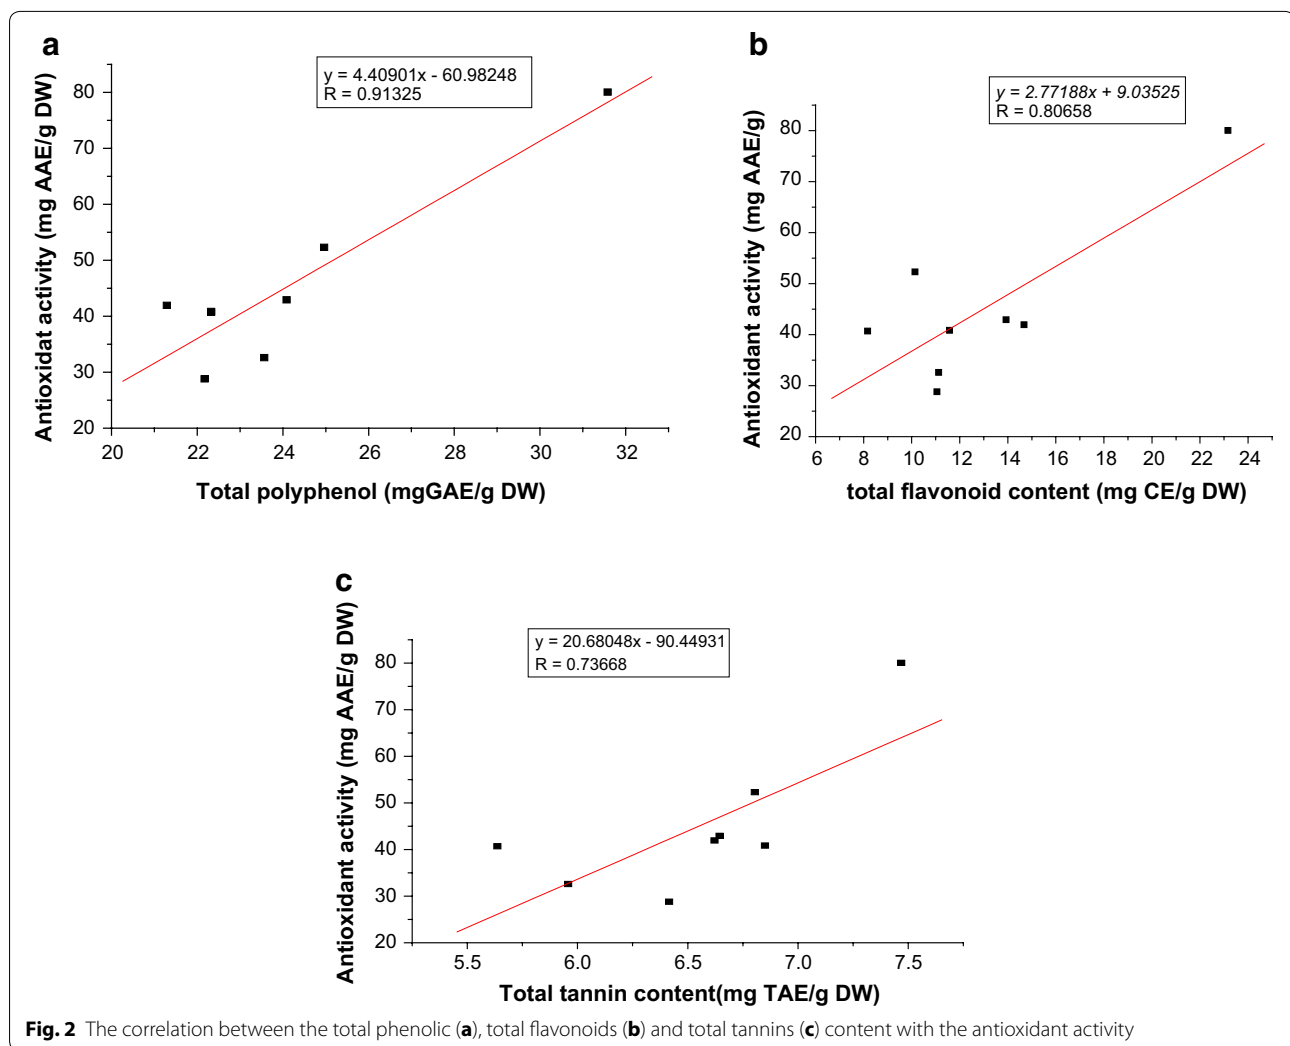 a
y = 4.40901x - 60.98248
R = 0.91325
Antioxidat activity (mg AAE/g DW)
80
70
60
50
40
30
20
20 22 24 26 28 30 32
Total polyphenol (mgGAE/g DW)
b
y = 2.77188x + 9.03525
R = 0.80658
Antioxidant activity (mg AAE/g)
80
70
60
50
40
30
20
6 8 10 12 14 16 18 20 22 24
total flavonoid content (mg CE/g DW)
c
y = 20.68048x - 90.44931
R = 0.73668
Antioxidant activity (mg AAE/g DW)
80
70
60
50
40
30
20
5.5 6.0 6.5 7.0 7.5
Total tannin content(mg TAE/g DW)
Fig. 2 The correlation between the total phenolic (a), total flavonoids (b) and total tannins (c) content with the antioxidant activity